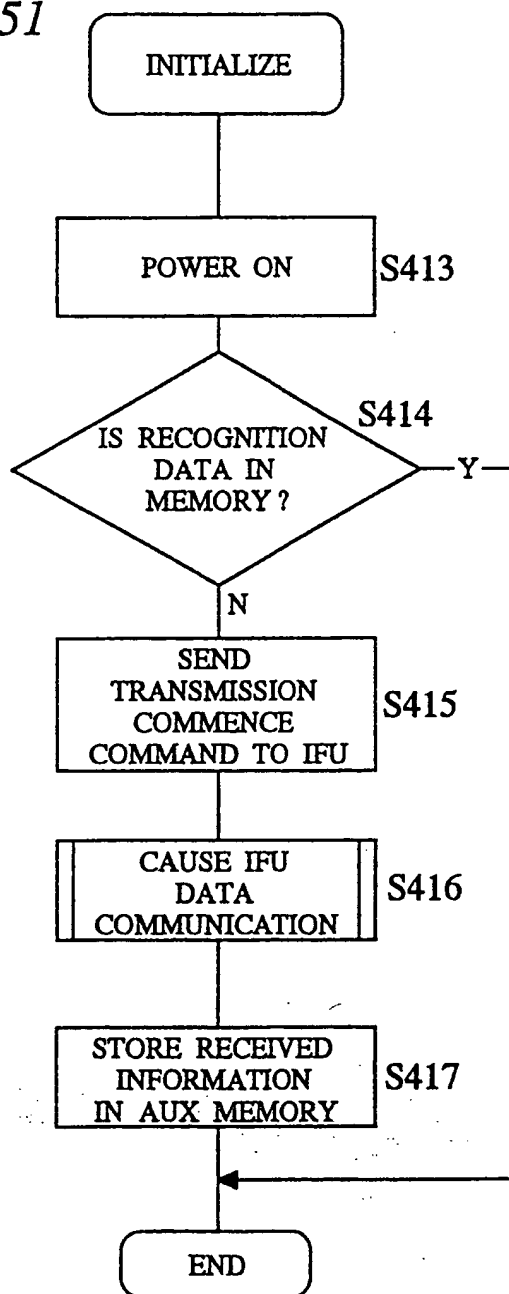 51
INITIALIZE
POWER ON
S413
S414
IS RECOGNITION
DATA IN
MEMORY?
Y
N
SEND
TRANSMISSION
COMMENCE
COMMAND TO IFU
S415
CAUSE IFU
DATA
COMMUNICATION
S416
STORE RECEIVED
INFORMATION
IN AUX MEMORY
S417
END